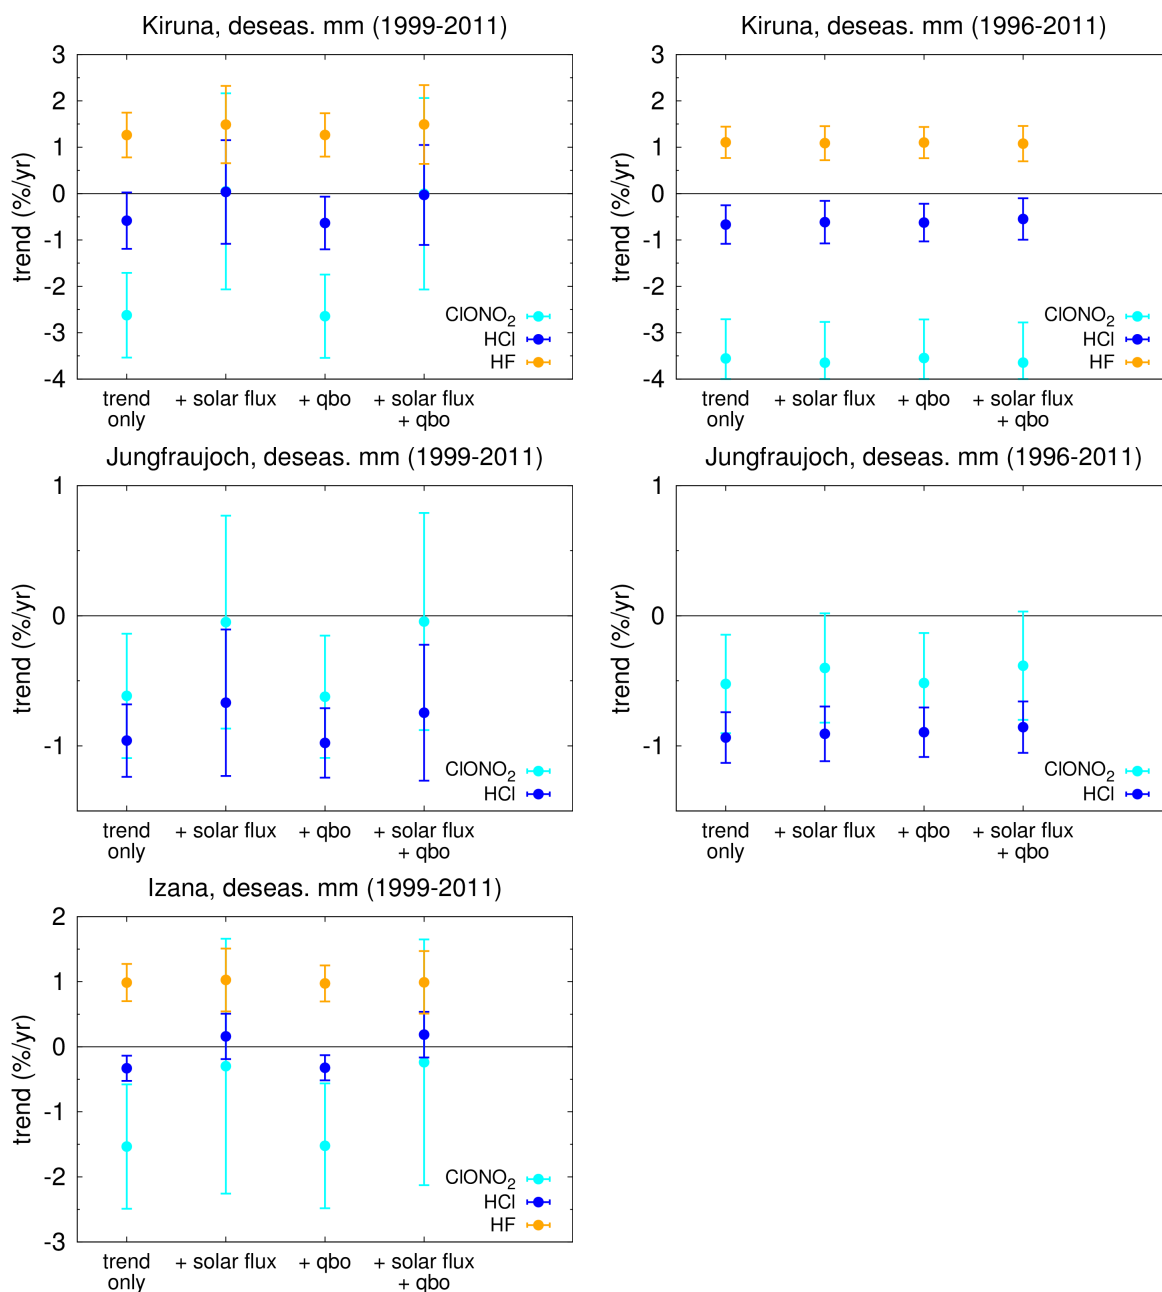 Kiruna, deseas. mm (1999-2011)
3
2
1
0
-1
-2
-3
-4
trend (%/yr)
ClONO2
HCl
HF
trend only
+ solar flux
+ qbo
+ solar flux + qbo
Kiruna, deseas. mm (1996-2011)
3
2
1
0
-1
-2
-3
-4
trend (%/yr)
ClONO2
HCl
HF
trend only
+ solar flux
+ qbo
+ solar flux + qbo
Jungfraujoch, deseas. mm (1999-2011)
1
0
-1
trend (%/yr)
ClONO2
HCl
trend only
+ solar flux
+ qbo
+ solar flux + qbo
Jungfraujoch, deseas. mm (1996-2011)
1
0
-1
trend (%/yr)
ClONO2
HCl
trend only
+ solar flux
+ qbo
+ solar flux + qbo
Izana, deseas. mm (1999-2011)
2
1
0
-1
-2
-3
trend (%/yr)
ClONO2
HCl
HF
trend only
+ solar flux
+ qbo
+ solar flux + qbo